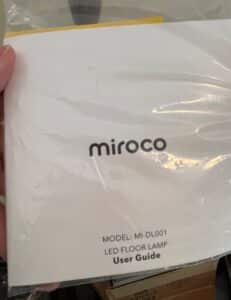 miroco
MODEL: MI-DL001
LED FLOOR LAMP
User Guide